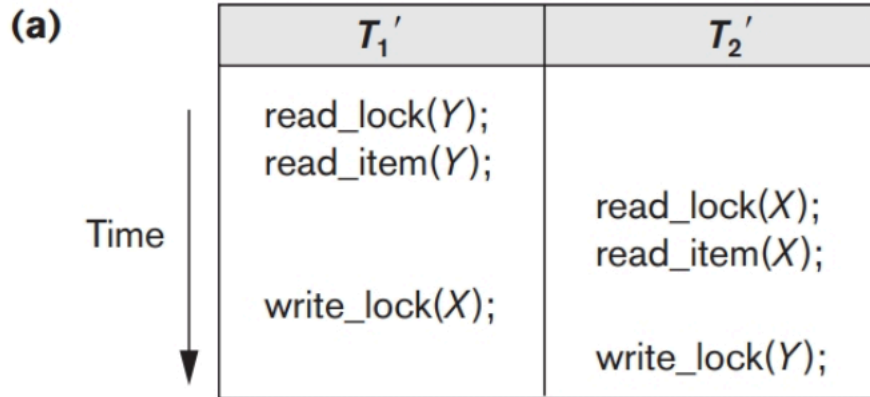 (a)
T₁′ T₂′
read_lock(Y);
read_item(Y);
read_lock(X);
Time
read_item(X);
write_lock(X);
write_lock(Y);